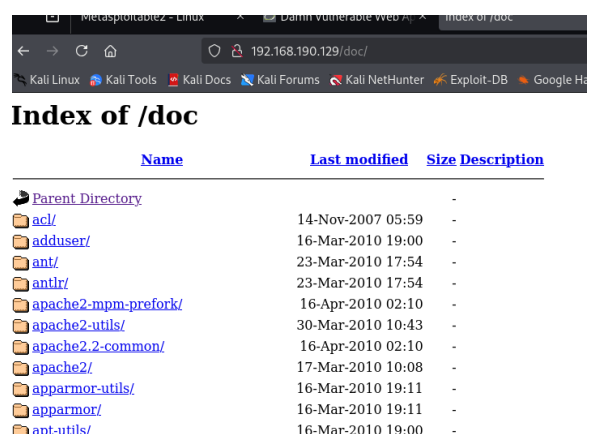 Metasploitable2 - Linux × Damn Vulnerable Web Ap × Index of /doc
192.168.190.129/doc/
Kali Linux Kali Tools Kali Docs Kali Forums Kali NetHunter Exploit-DB Google Ha
Index of /doc
Name Last modified Size Description
Parent Directory -
acl/ 14-Nov-2007 05:59 -
adduser/ 16-Mar-2010 19:00 -
ant/ 23-Mar-2010 17:54 -
antlr/ 23-Mar-2010 17:54 -
apache2-mpm-prefork/ 16-Apr-2010 02:10 -
apache2-utils/ 30-Mar-2010 10:43 -
apache2.2-common/ 16-Apr-2010 02:10 -
apache2/ 17-Mar-2010 10:08 -
apparmor-utils/ 16-Mar-2010 19:11 -
apparmor/ 16-Mar-2010 19:11 -
apt-utils/ 16-Mar-2010 19:00 -